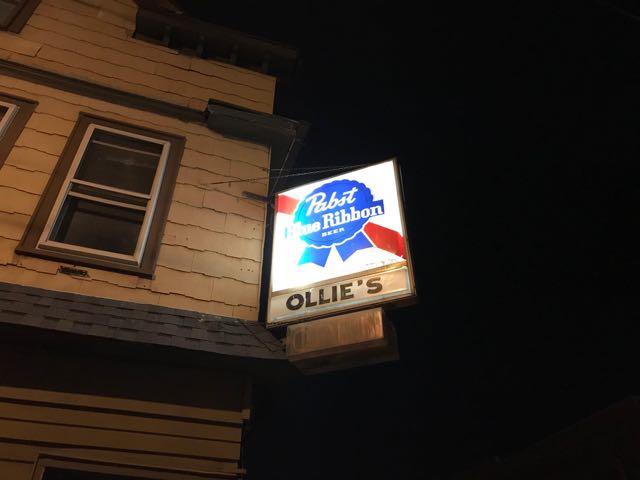 Pabst
Blue Ribbon
BEER
OLLIE'S